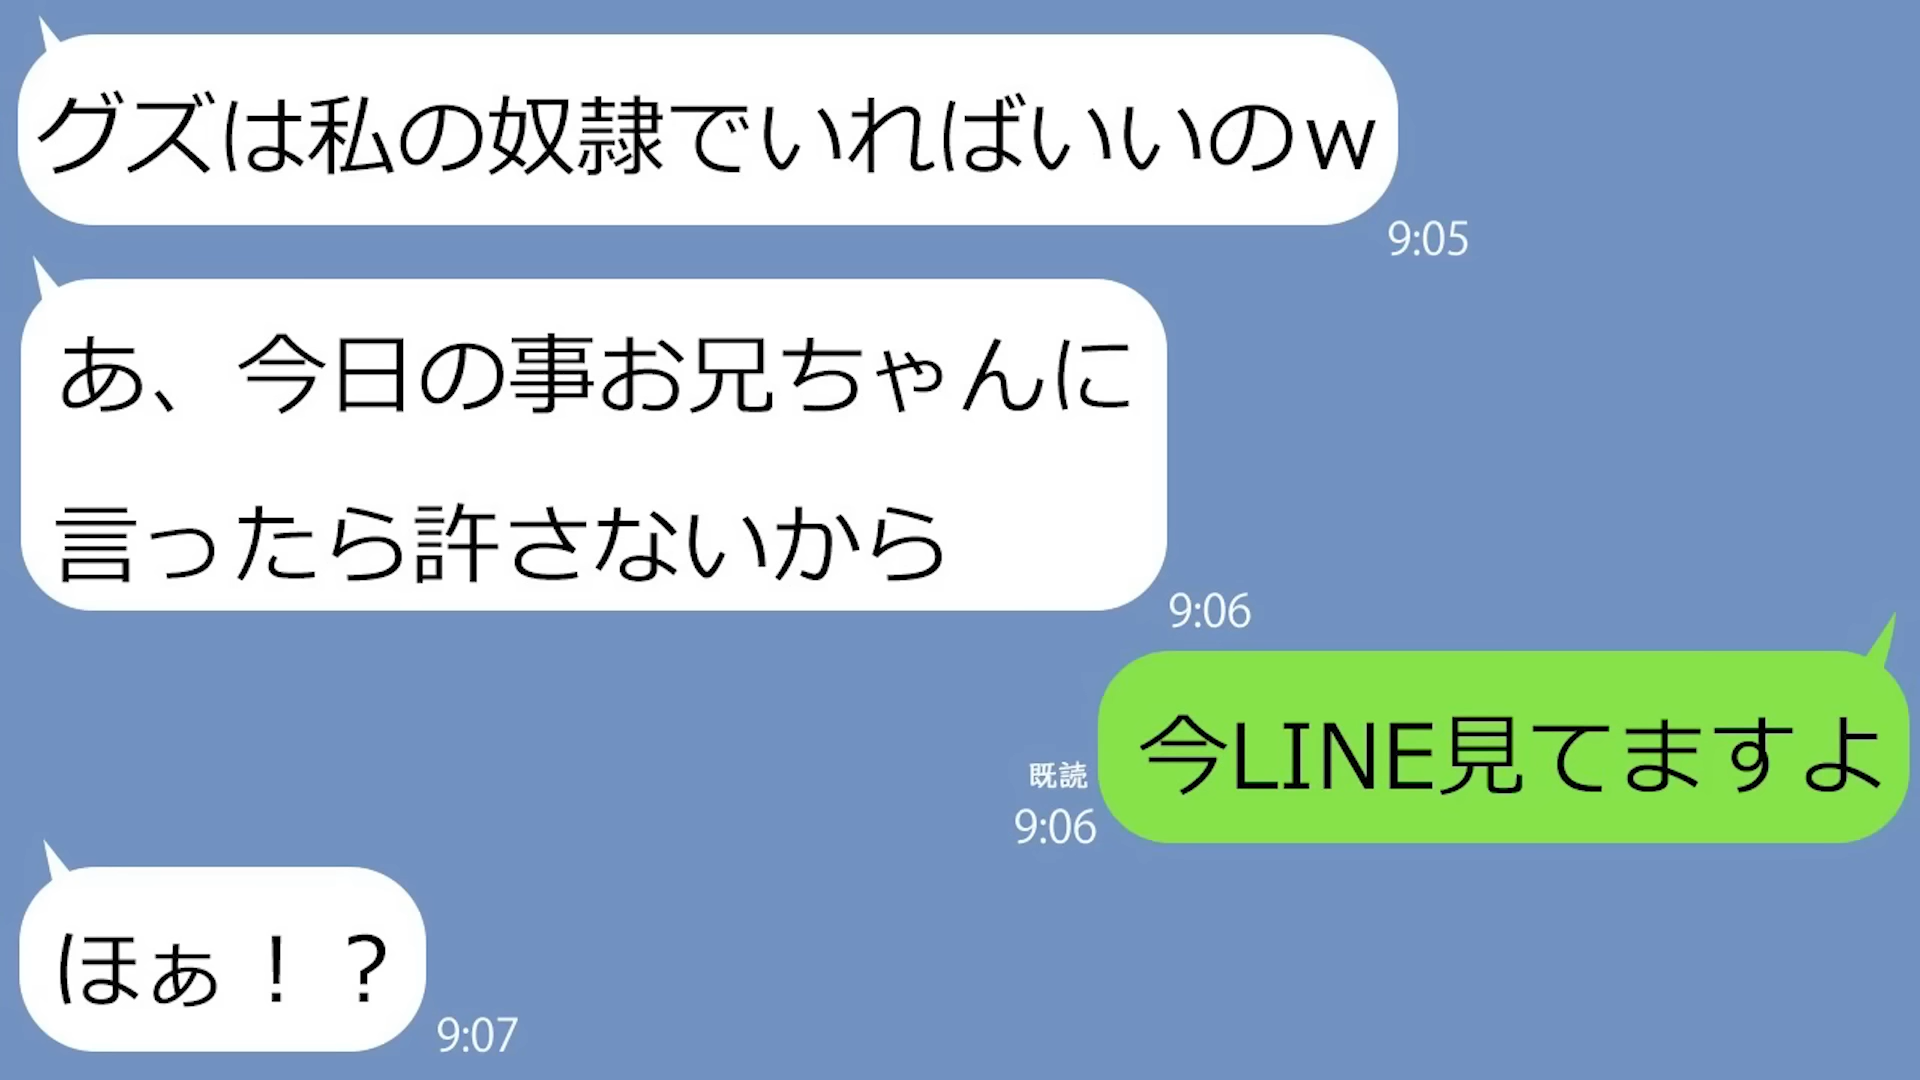 グズは私の奴隷でいればいいのｗ
9:05
あ、今日の事お兄ちゃんに
言ったら許さないから
9:06
今LINE見てますよ
既読
9:06
ほぁ！？
9:07